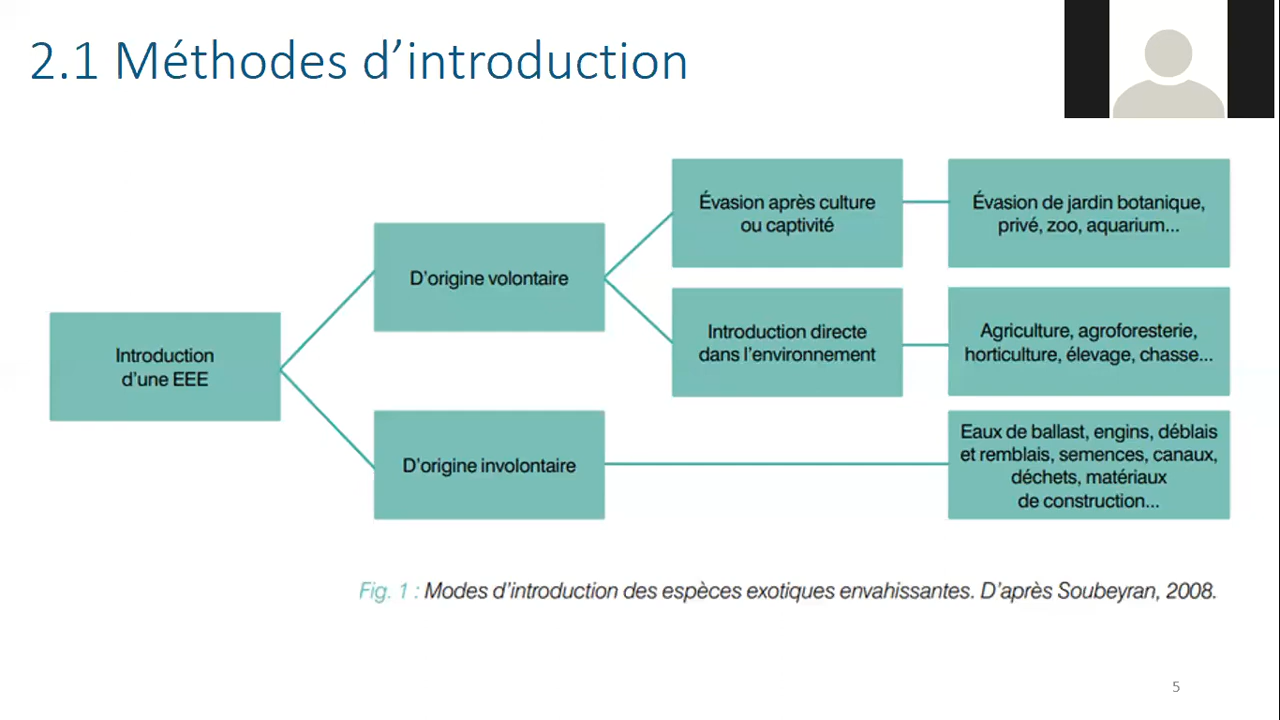 2.1 Méthodes d’introduction
Évasion après culture
ou captivité
Évasion de jardin botanique,
privé, zoo, aquarium...
D’origine volontaire
Introduction directe
dans l’environnement
Agriculture, agroforesterie,
horticulture, élevage, chasse...
Introduction
d’une EEE
D’origine involontaire
Eaux de ballast, engins, déblais
et remblais, semences, canaux,
déchets, matériaux
de construction...
Fig. 1 : Modes d’introduction des espèces exotiques envahissantes. D’après Soubeyran, 2008.
5